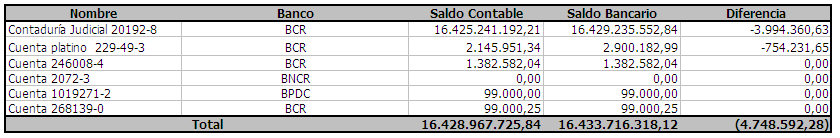 Nombre Banco Saldo Contable Saldo Bancario Diferencia
Contaduría Judicial 20192-8 BCR 16.425.241.192,21 16.429.235.552,84 -3.994.360,63
Cuenta platino 229-49-3 BCR 2.145.951,34 2.900.182,99 -754.231,65
Cuenta 246008-4 BCR 1.382.582,04 1.382.582,04 0,00
Cuenta 2072-3 BNCR 0,00 0,00 0,00
Cuenta 1019271-2 BPDC 99.000,00 99.000,00 0,00
Cuenta 268139-0 BCR 99.000,25 99.000,25 0,00
Total 16.428.967.725,84 16.433.716.318,12 (4.748.592,28)